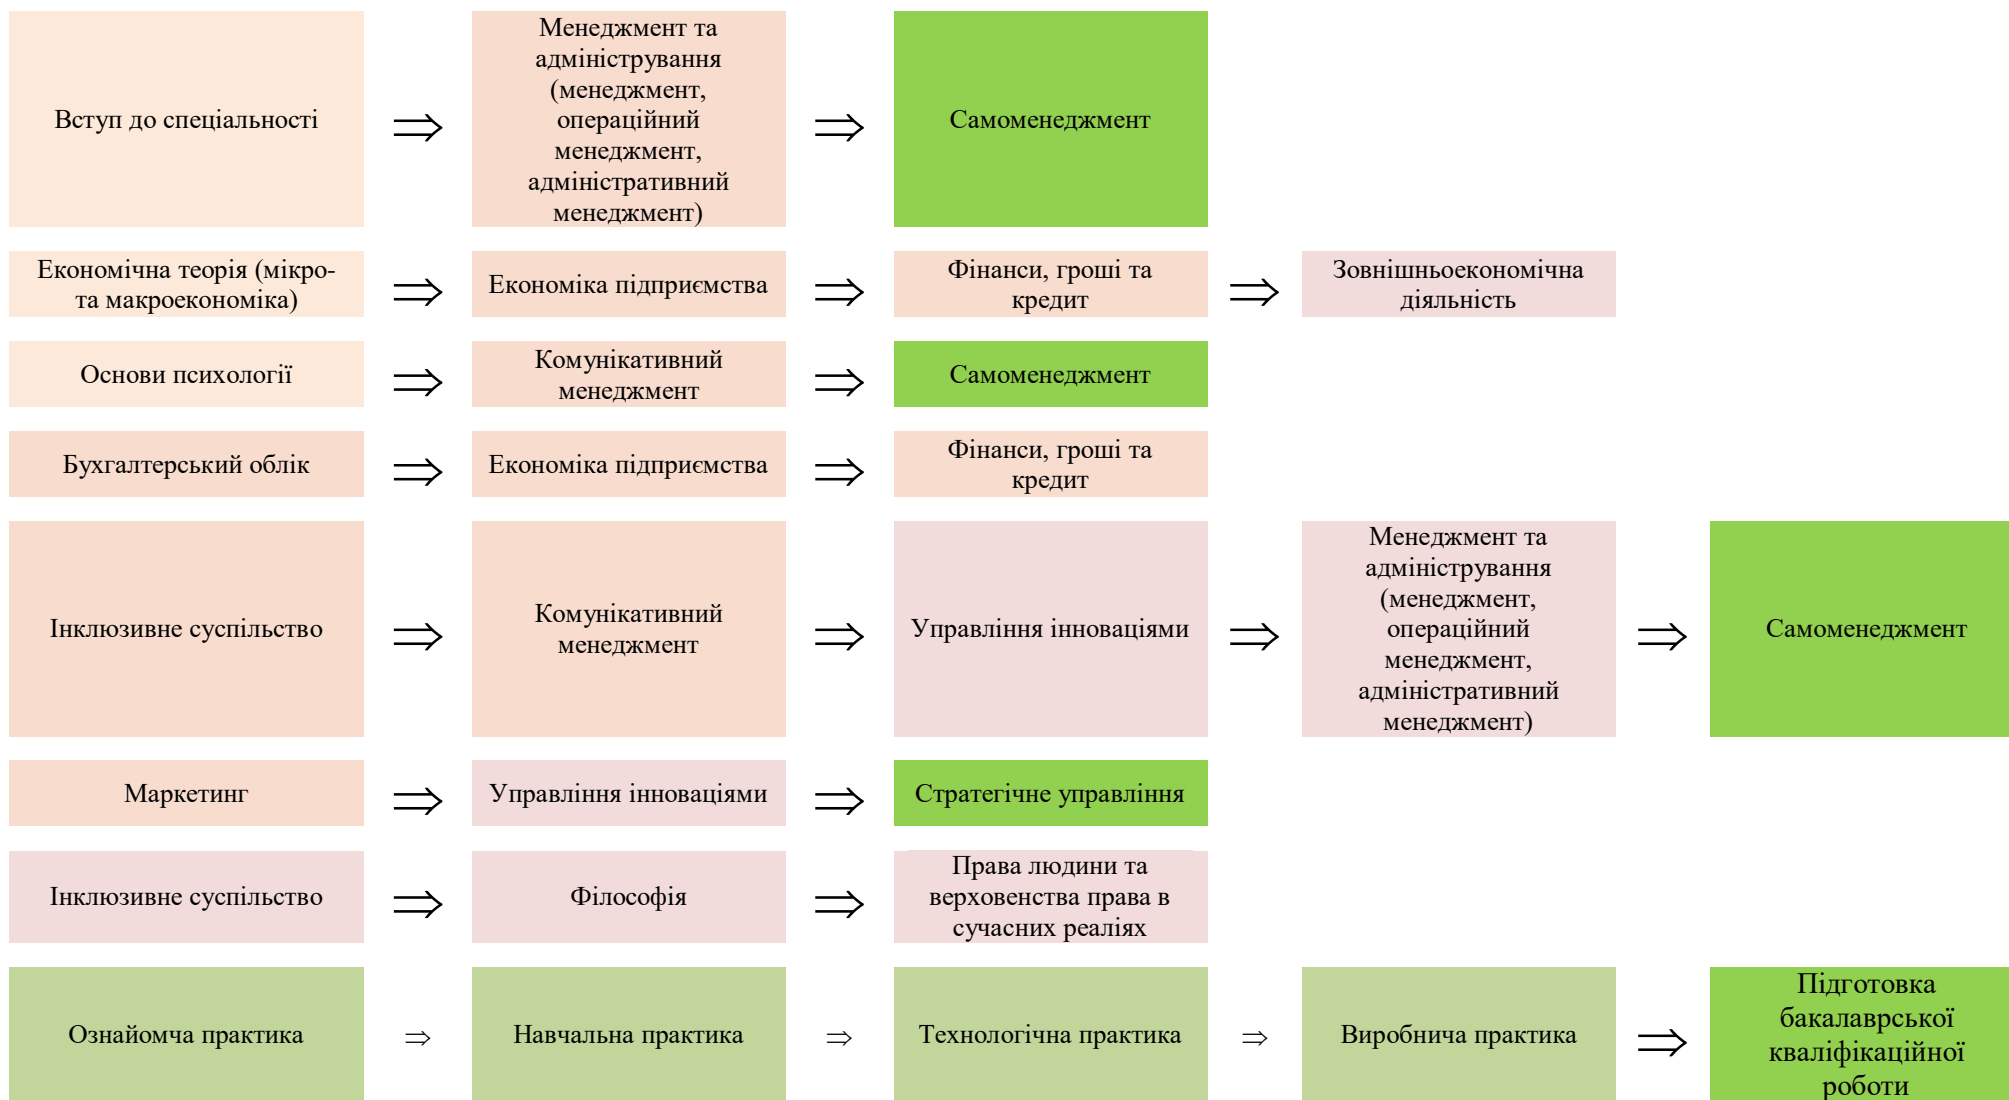 Вступ до спеціальності
⇒
Менеджмент та
адміністрування
(менеджмент,
операційний
менеджмент,
адміністративний
менеджмент)
⇒
Самоменеджмент
Економічна теорія (мікро-
та макроекономіка)
⇒
Економіка підприємства
⇒
Фінанси, гроші та
кредит
⇒
Зовнішньоекономічна
діяльність
Основи психології
⇒
Комунікативний
менеджмент
⇒
Самоменеджмент
Бухгалтерський облік
⇒
Економіка підприємства
⇒
Фінанси, гроші та
кредит
Інклюзивне суспільство
⇒
Комунікативний
менеджмент
⇒
Управління інноваціями
⇒
Менеджмент та
адміністрування
(менеджмент,
операційний
менеджмент,
адміністративний
менеджмент)
⇒
Самоменеджмент
Маркетинг
⇒
Управління інноваціями
⇒
Стратегічне управління
Інклюзивне суспільство
⇒
Філософія
⇒
Права людини та
верховенства права в
сучасних реаліях
Ознайомча практика
⇒
Навчальна практика
⇒
Технологічна практика
⇒
Виробнича практика
⇒
Підготовка
бакалаврської
кваліфікаційної
роботи